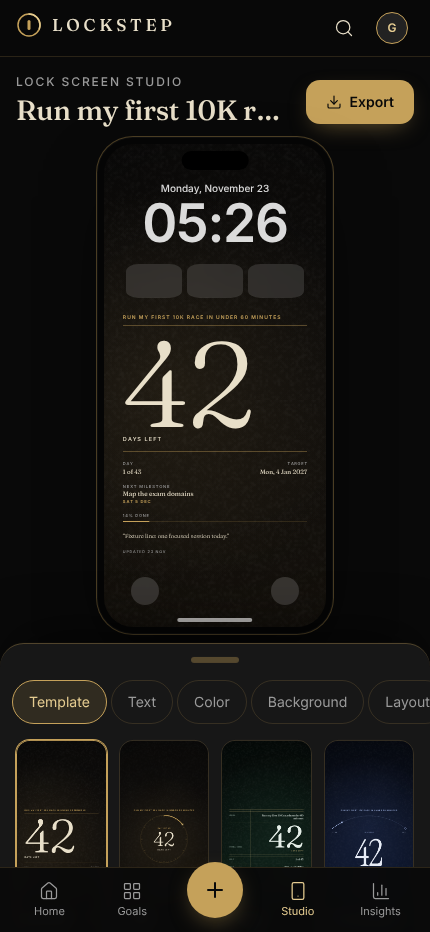 LOCKSTEP
G
LOCK SCREEN STUDIO
Run my first 10K r...
Export
Monday, November 23
05:26
RUN MY FIRST 10K RACE IN UNDER 60 MINUTES
42
DAYS LEFT
DAY
TARGET
1 of 43
Mon, 4 Jan 2027
NEXT MILESTONE
Map the exam domains
SAT 5 DEC
DONE
one focused session today."
UPDATED 23 NOV
Template
Text
Color
Background
Layout
42
42
42
42
Home
Goals
Studio
Insights